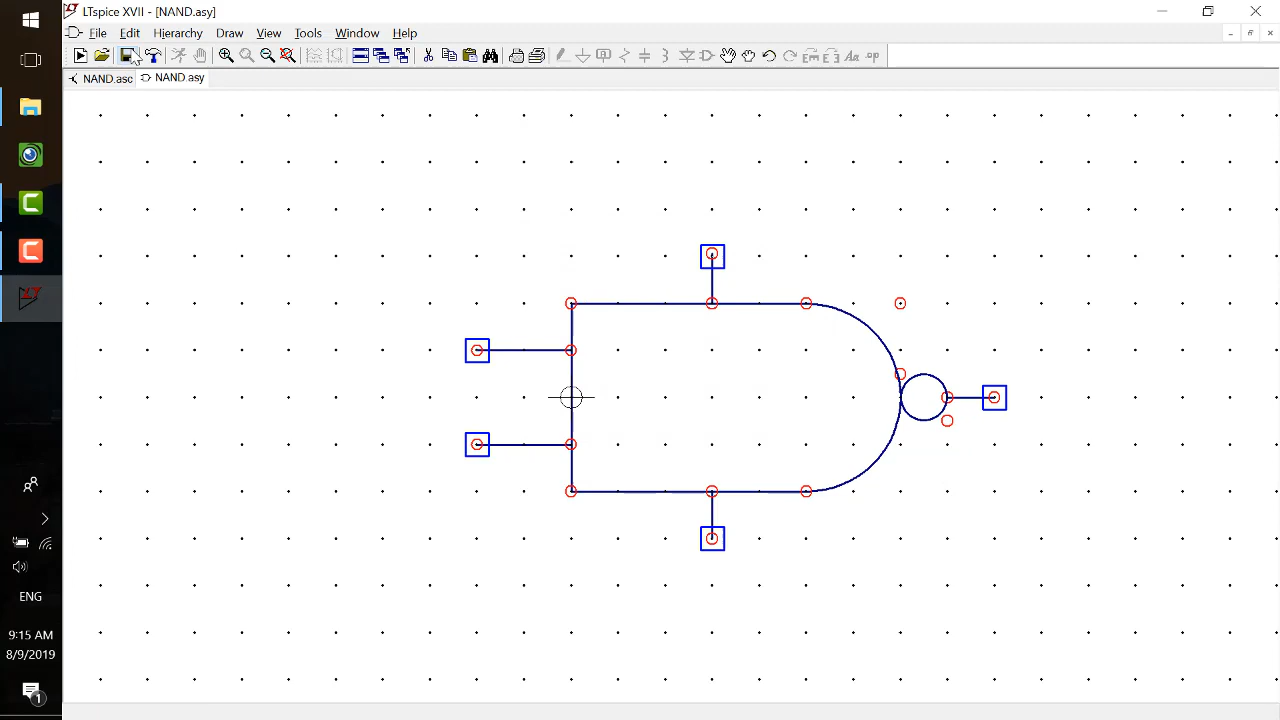 LTspice XVII - [NAND.asy]
File Edit Hierarchy Draw View Tools Window Help
NAND.asc NAND.asy
ENG
9:15 AM
8/9/2019
1